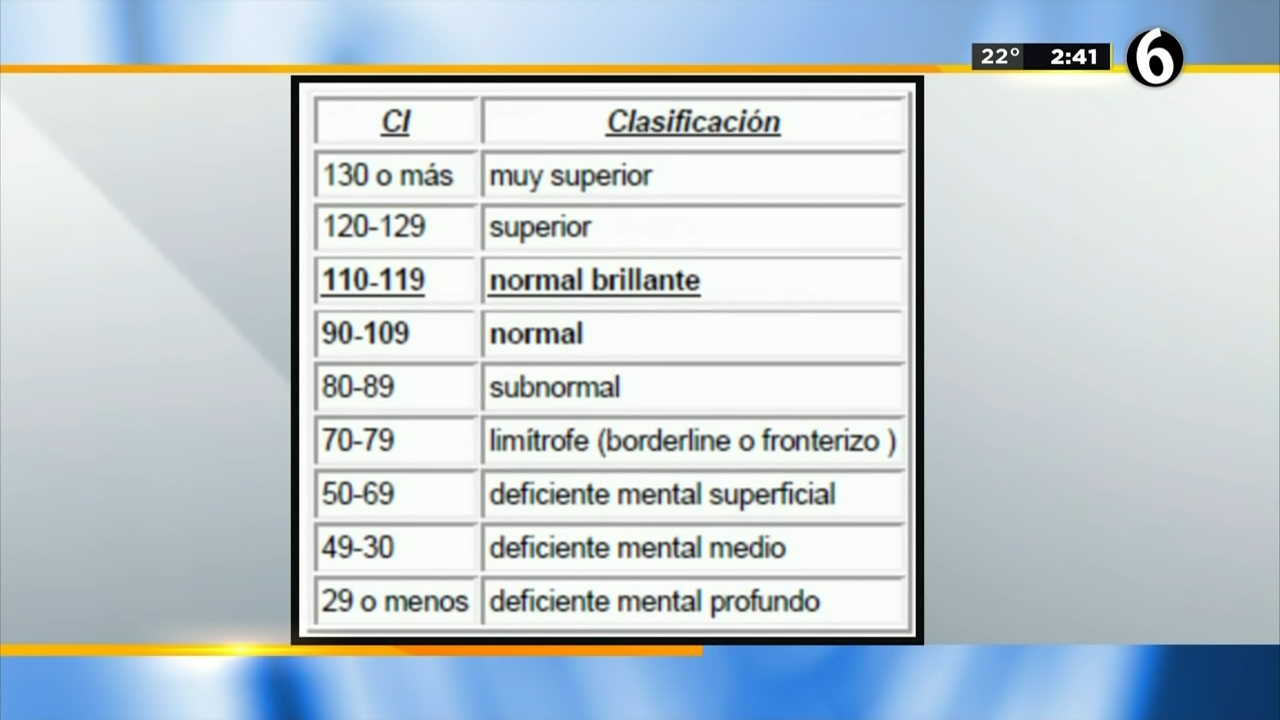 22° 2:41 6
CI Clasificación
130 o más muy superior
120-129 superior
110-119 normal brillante
90-109 normal
80-89 subnormal
70-79 limítrofe (borderline o fronterizo )
50-69 deficiente mental superficial
49-30 deficiente mental medio
29 o menos deficiente mental profundo